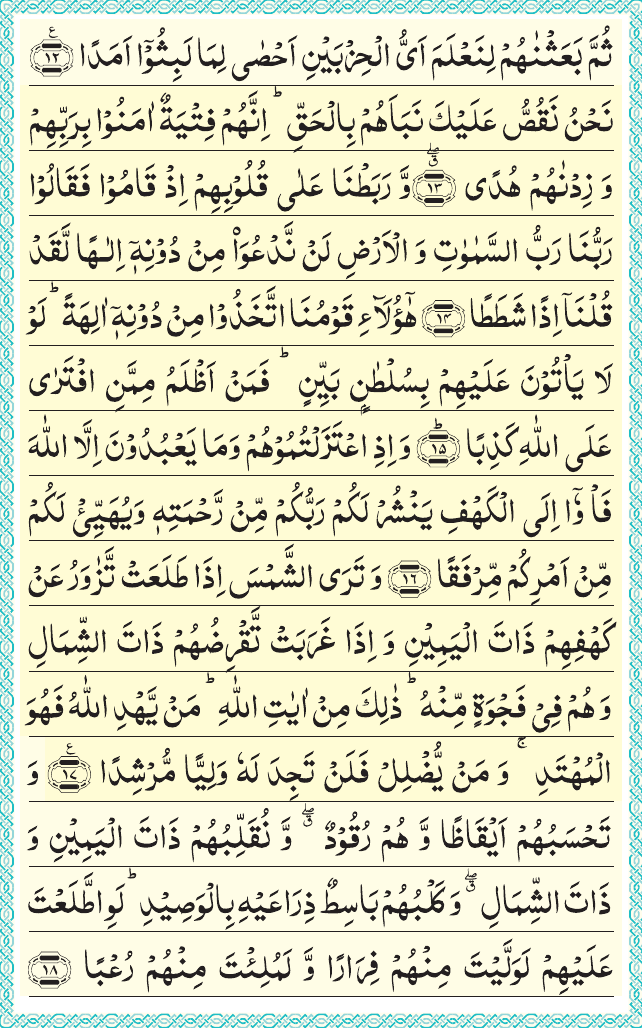 ثُمَّ بَعَثْنٰهُمْ لِنَعْلَمَ اَیُّ الْحِزْبَیْنِ اَحْصٰی لِمَا لَبِثُوْۤا اَمَدًا ﴿۱۲﴾ ع
نَحْنُ نَقُصُّ عَلَیْكَ نَبَاَهُمْ بِالْحَقِّ ؕ اِنَّهُمْ فِتْیَةٌ اٰمَنُوْا بِرَبِّهِمْ
وَ زِدْنٰهُمْ هُدًی ﴿۱۳﴾ۖۗ وَّ رَبَطْنَا عَلٰی قُلُوْبِهِمْ اِذْ قَامُوْا فَقَالُوْا
رَبُّنَا رَبُّ السَّمٰوٰتِ وَ الْاَرْضِ لَنْ نَّدْعُوَا۠ مِنْ دُوْنِهٖۤ اِلٰـهًا لَّقَدْ
قُلْنَاۤ اِذًا شَطَطًا ﴿۱۴﴾ هٰۤؤُلَآءِ قَوْمُنَا اتَّخَذُوْا مِنْ دُوْنِهٖۤ اٰلِهَةً ؕ لَوْ
لَا یَاْتُوْنَ عَلَیْهِمْ بِسُلْطٰنٍۭ بَیِّنٍ ؕ فَمَنْ اَظْلَمُ مِمَّنِ افْتَرٰی
عَلَی اللّٰهِ كَذِبًا ﴿۱۵﴾ؕ وَ اِذِ اعْتَزَلْتُمُوْهُمْ وَمَا یَعْبُدُوْنَ اِلَّا اللّٰهَ
فَاْ وٗۤا اِلَی الْكَهْفِ یَنْشُرْ لَكُمْ رَبُّكُمْ مِّنْ رَّحْمَتِهٖ وَیُهَیِّئْ لَكُمْ
مِّنْ اَمْرِكُمْ مِّرْفَقًا ﴿۱۶﴾ وَ تَرَی الشَّمْسَ اِذَا طَلَعَتْ تَّزٰوَرُ عَنْ
كَهْفِهِمْ ذَاتَ الْیَمِیْنِ وَ اِذَا غَرَبَتْ تَّقْرِضُهُمْ ذَاتَ الشِّمَالِ
وَ هُمْ فِیْ فَجْوَةٍ مِّنْهُ ؕ ذٰلِكَ مِنْ اٰیٰتِ اللّٰهِ ؕ مَنْ یَّهْدِ اللّٰهُ فَهُوَ
الْمُهْتَدِ ۚ وَ مَنْ یُّضْلِلْ فَلَنْ تَجِدَ لَهٗ وَلِیًّا مُّرْشِدًا ﴿۱۷﴾ ع وَ
تَحْسَبُهُمْ اَیْقَاظًا وَّ هُمْ رُقُوْدٌ ۖۗ وَّ نُقَلِّبُهُمْ ذَاتَ الْیَمِیْنِ وَ
ذَاتَ الشِّمَالِ ۖۗ وَ كَلْبُهُمْ بَاسِطٌ ذِرَاعَیْهِ بِالْوَصِیْدِ ؕ لَوِ اطَّلَعْتَ
عَلَیْهِمْ لَوَلَّیْتَ مِنْهُمْ فِرَارًا وَّ لَمُلِئْتَ مِنْهُمْ رُعْبًا ﴿۱۸﴾